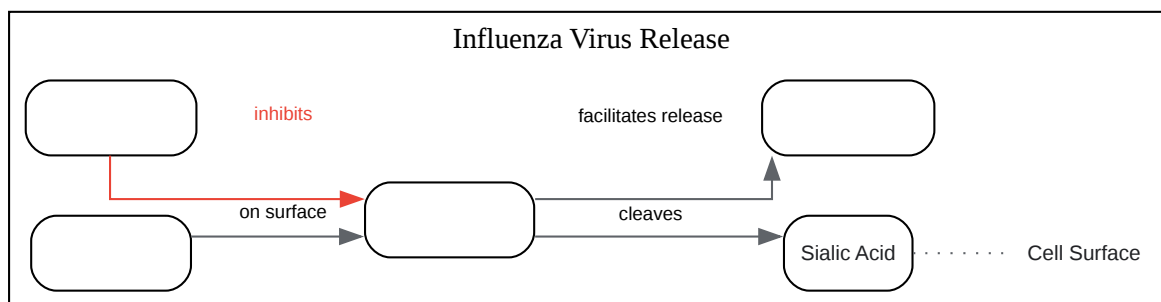 Influenza Virus Release
inhibits
facilitates release
on surface
cleaves
Sialic Acid
Cell Surface